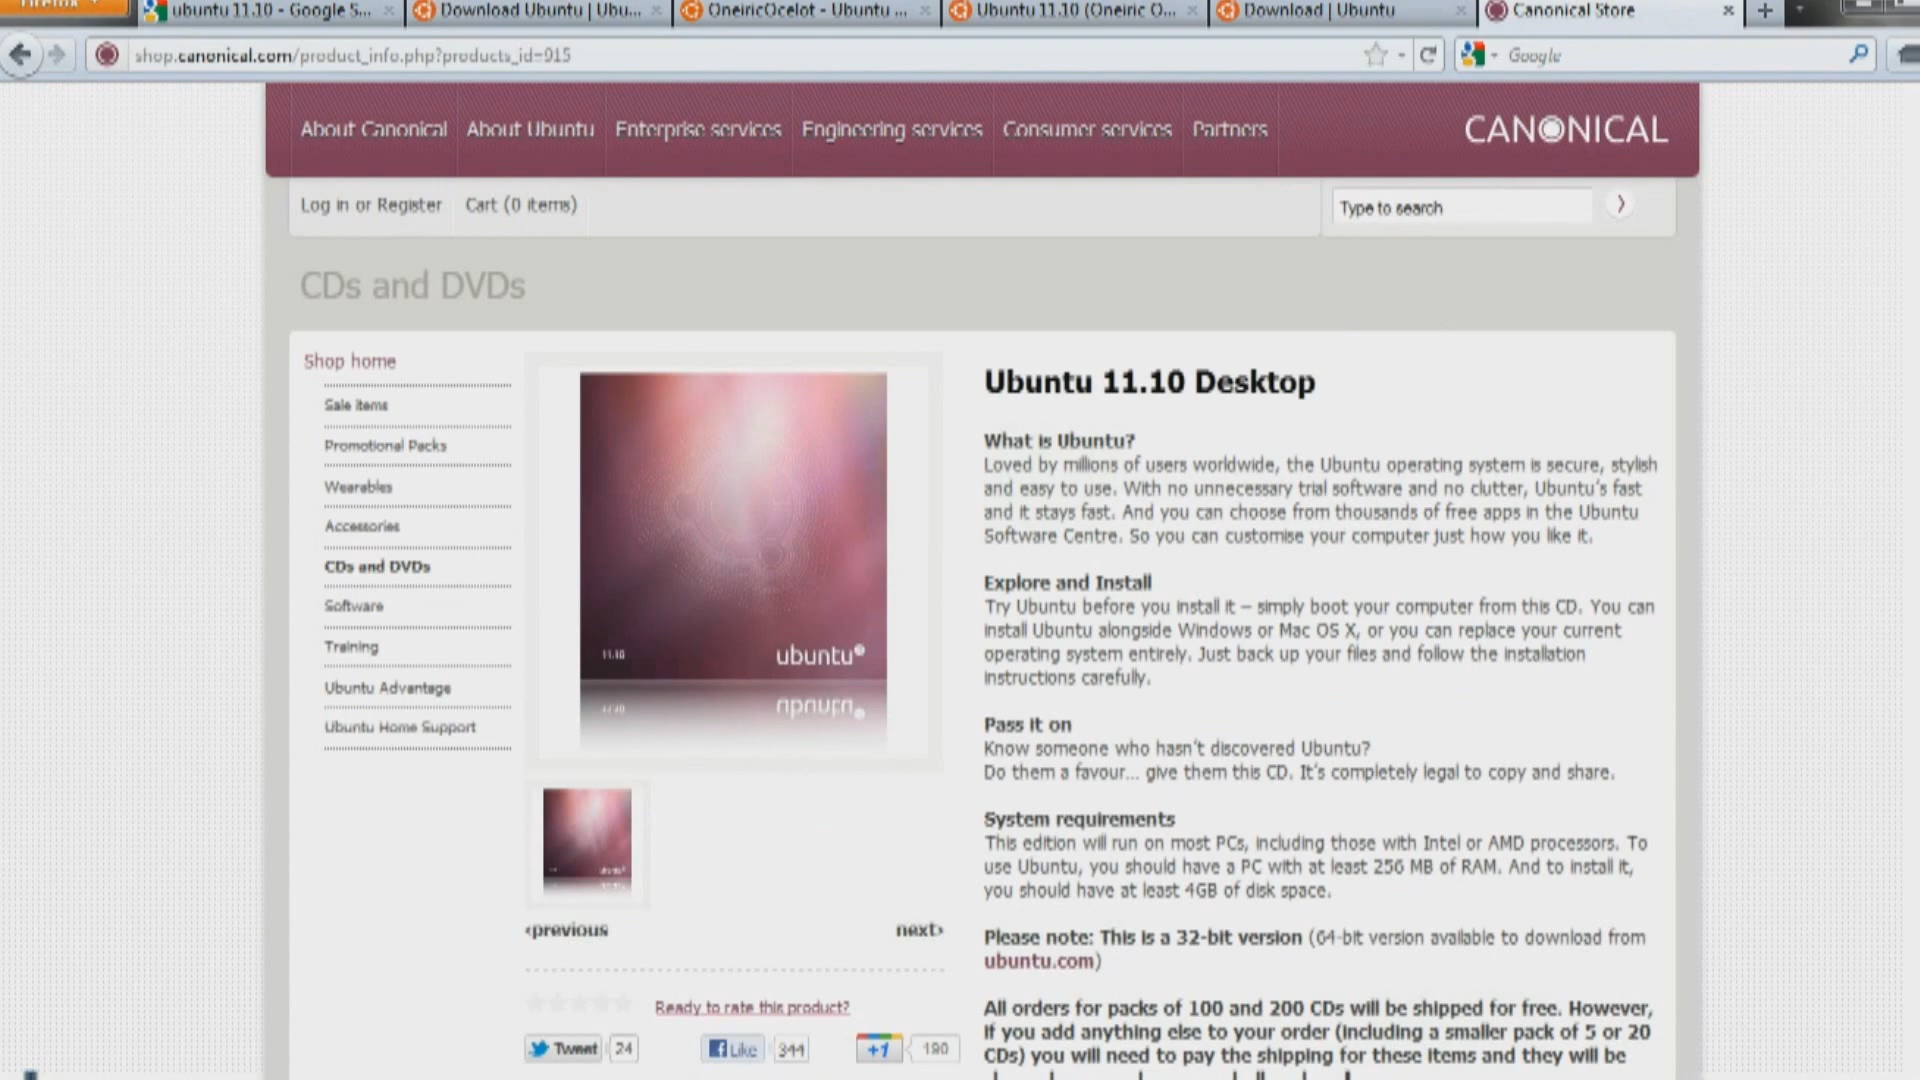 ubuntu 11.10 - Google S...
Download Ubuntu | Ubu...
OneiricOcelot - Ubuntu ...
Ubuntu 11.10 (Oneiric O...
Download | Ubuntu
Canonical Store
shop.canonical.com/product_info.php?products_id=915
Google
About Canonical
About Ubuntu
Enterprise services
Engineering services
Consumer services
Partners
CANONICAL
Log in or Register
Cart (0 items)
Type to search
CDs and DVDs
Shop home
Sale items
Promotional Packs
Wearables
Accessories
CDs and DVDs
Software
Training
Ubuntu Advantage
Ubuntu Home Support
11.10
ubuntu
‹previous
next›
Ready to rate this product?
Tweet
24
Like
344
+1
190
Ubuntu 11.10 Desktop
What is Ubuntu?
Loved by millions of users worldwide, the Ubuntu operating system is secure, stylish
and easy to use. With no unnecessary trial software and no clutter, Ubuntu's fast
and it stays fast. And you can choose from thousands of free apps in the Ubuntu
Software Centre. So you can customise your computer just how you like it.
Explore and Install
Try Ubuntu before you install it – simply boot your computer from this CD. You can
install Ubuntu alongside Windows or Mac OS X, or you can replace your current
operating system entirely. Just back up your files and follow the installation
instructions carefully.
Pass it on
Know someone who hasn't discovered Ubuntu?
Do them a favour... give them this CD. It's completely legal to copy and share.
System requirements
This edition will run on most PCs, including those with Intel or AMD processors. To
use Ubuntu, you should have a PC with at least 256 MB of RAM. And to install it,
you should have at least 4GB of disk space.
Please note: This is a 32-bit version (64-bit version available to download from
ubuntu.com)
All orders for packs of 100 and 200 CDs will be shipped for free. However,
if you add anything else to your order (including a smaller pack of 5 or 20
CDs) you will need to pay the shipping for these items and they will be